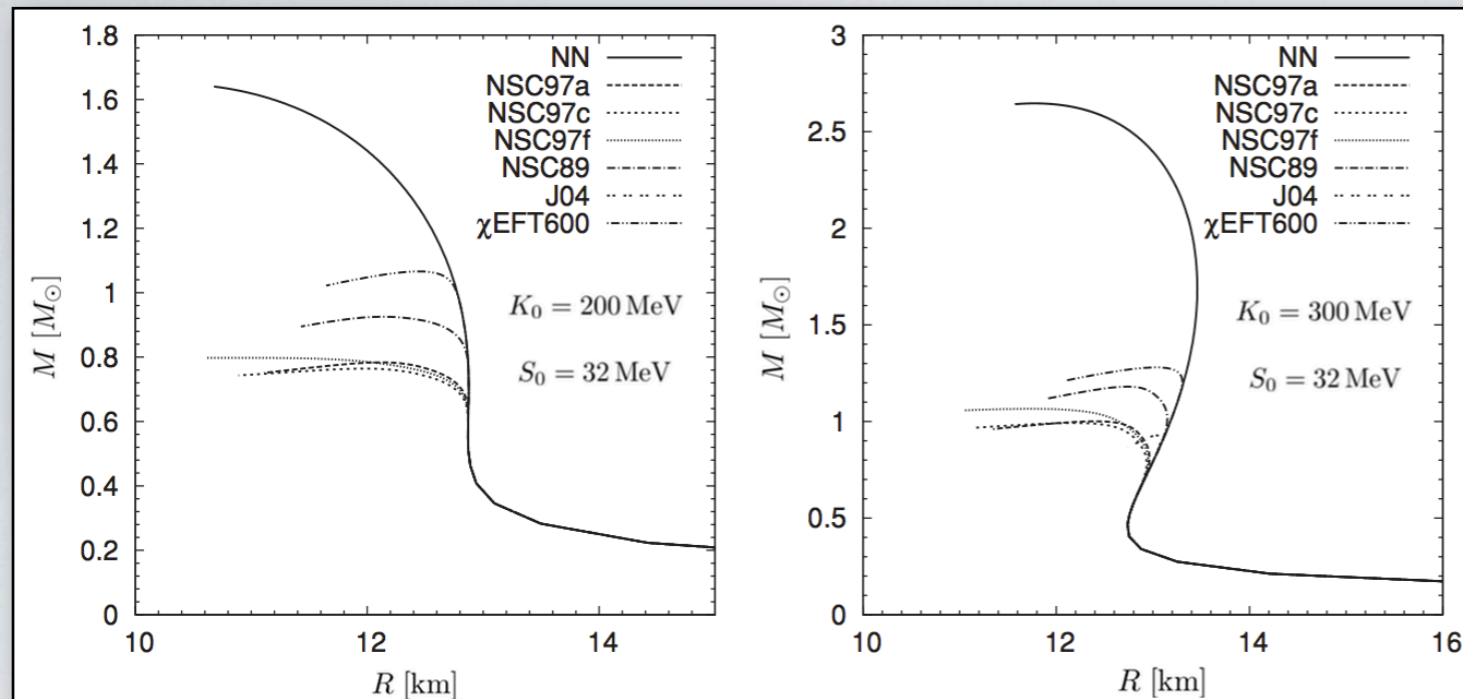 1.8
1.6
1.4
1.2
1
0.8
0.6
0.4
0.2
0
M [M⊙]
NN
NSC97a
NSC97c
NSC97f
NSC89
J04
χEFT600
K₀ = 200 MeV
S₀ = 32 MeV
10
12
14
R [km]
3
2.5
2
1.5
1
0.5
0
M [M⊙]
NN
NSC97a
NSC97c
NSC97f
NSC89
J04
χEFT600
K₀ = 300 MeV
S₀ = 32 MeV
10
12
14
16
R [km]